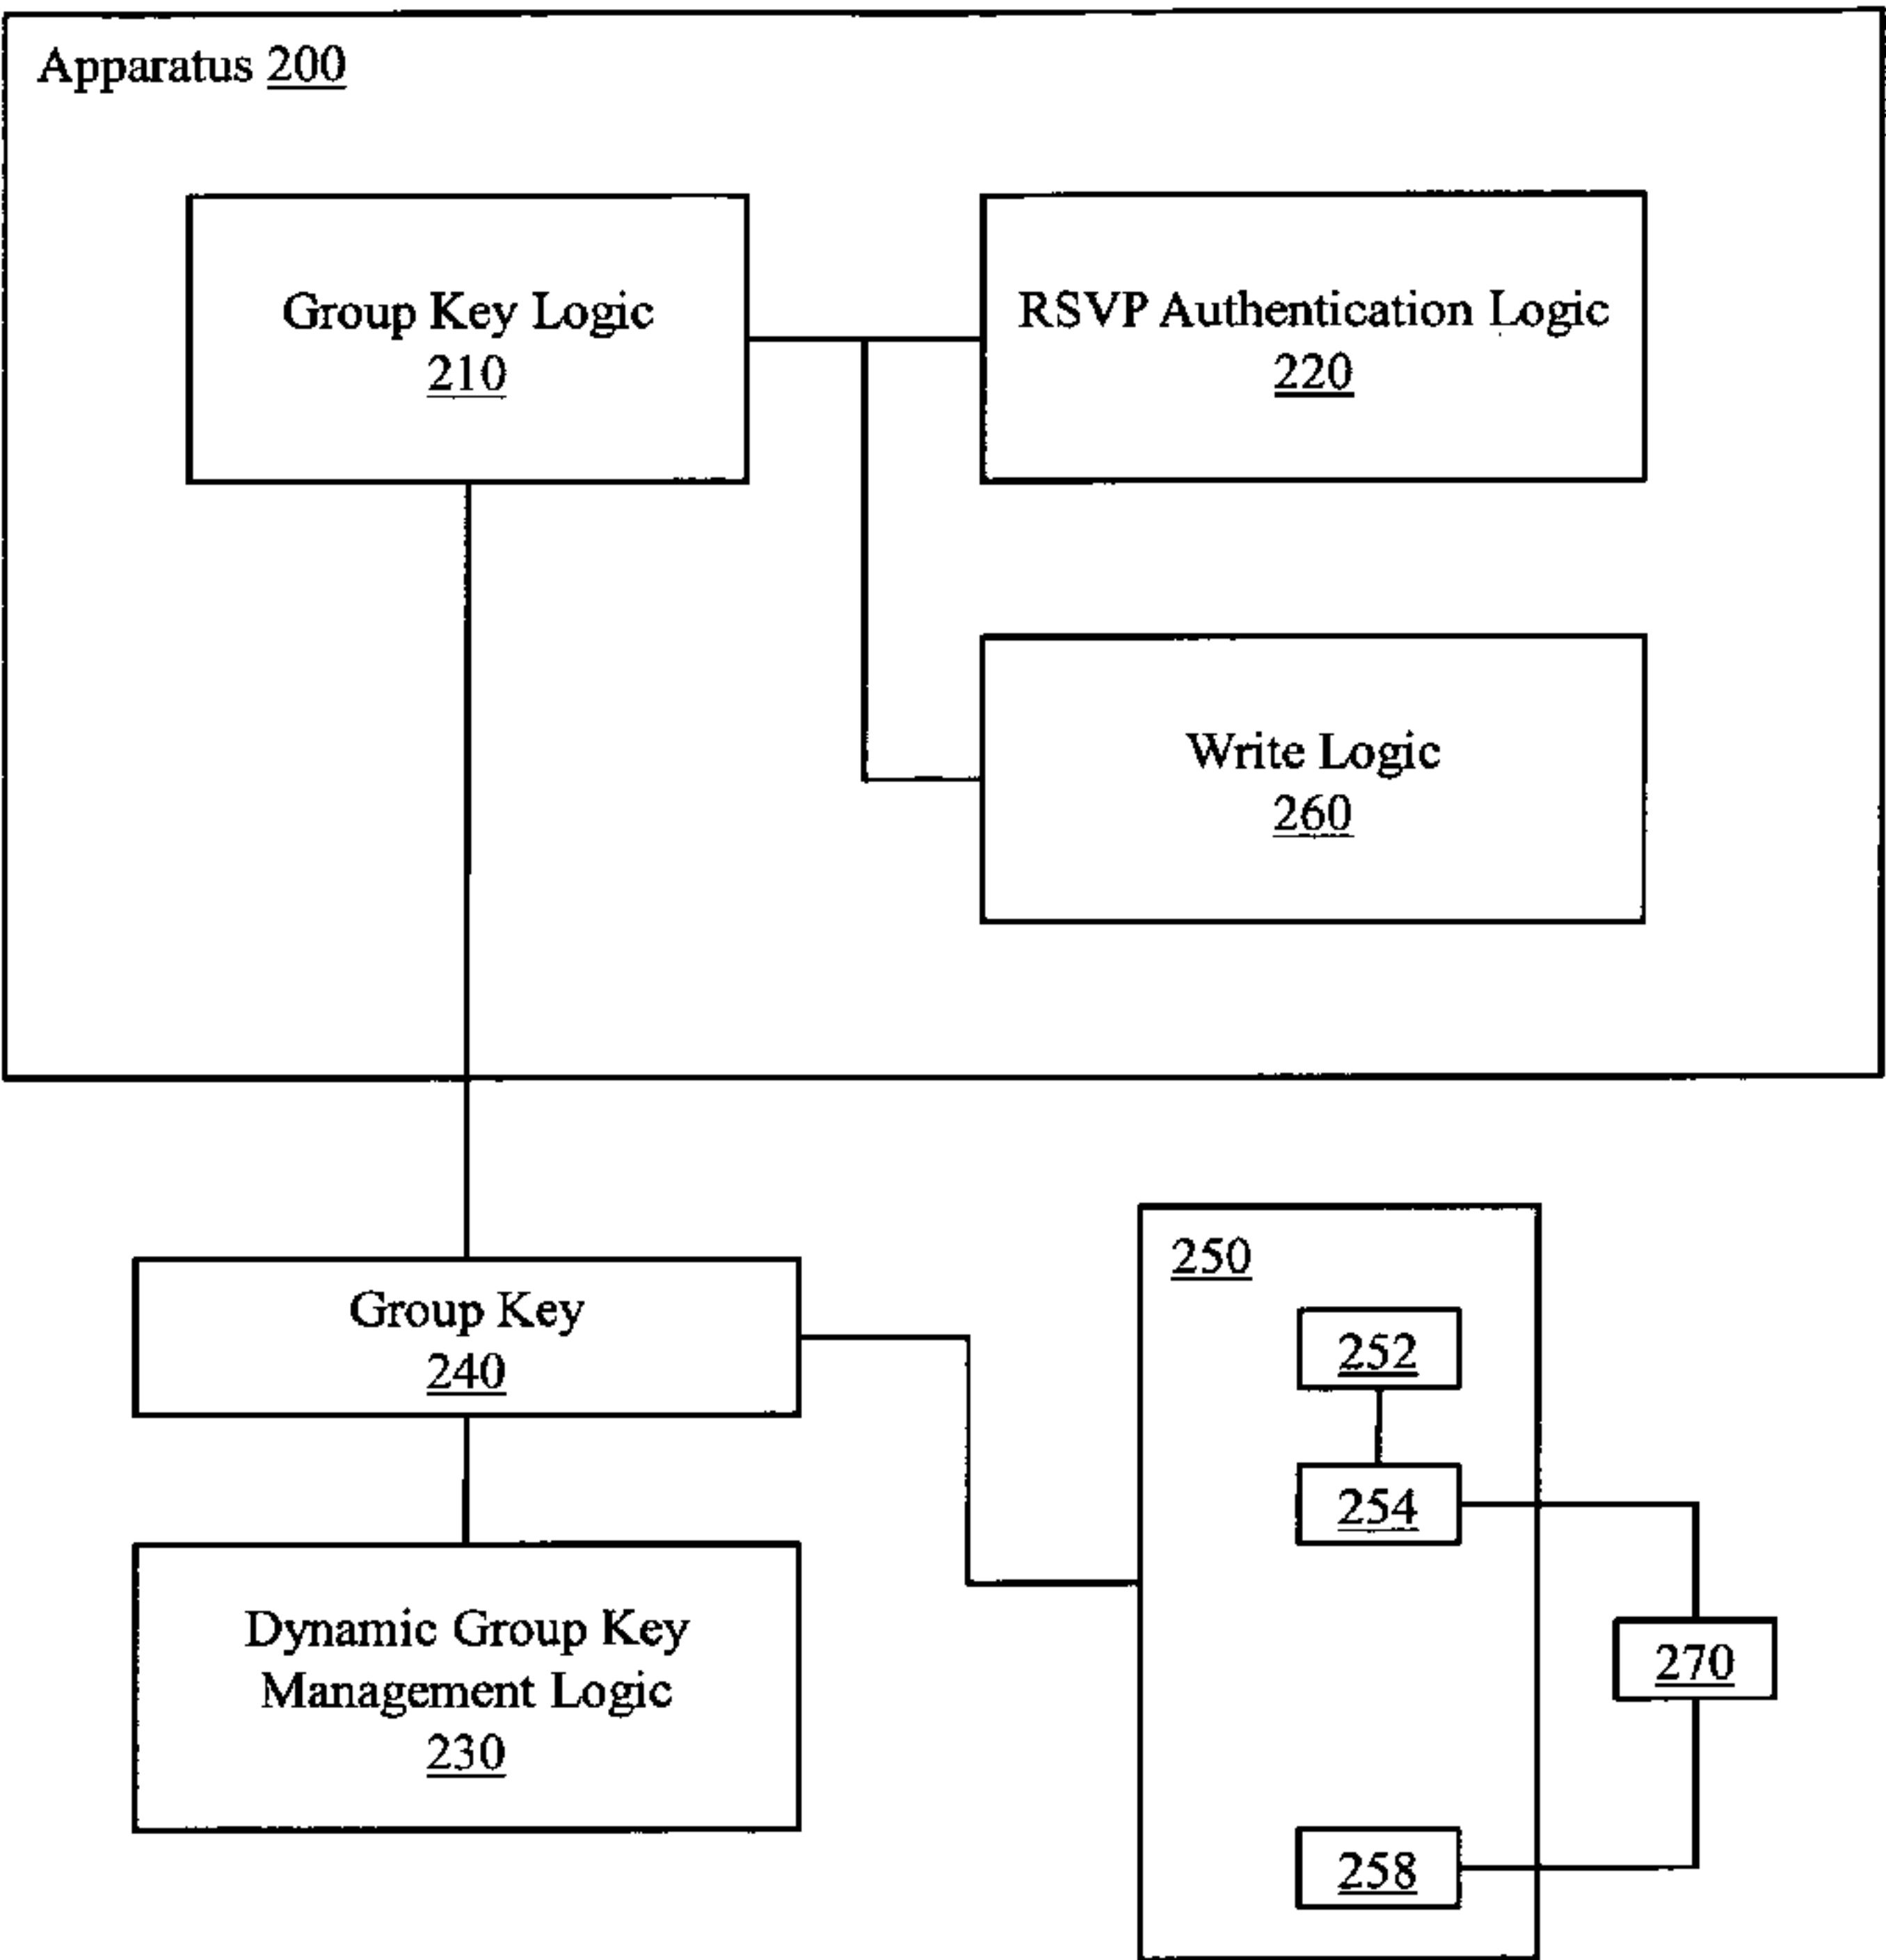 Apparatus 200
Group Key Logic
210
RSVP Authentication Logic
220
Write Logic
260
Group Key
240
Dynamic Group Key
Management Logic
230
250
252
254
270
258